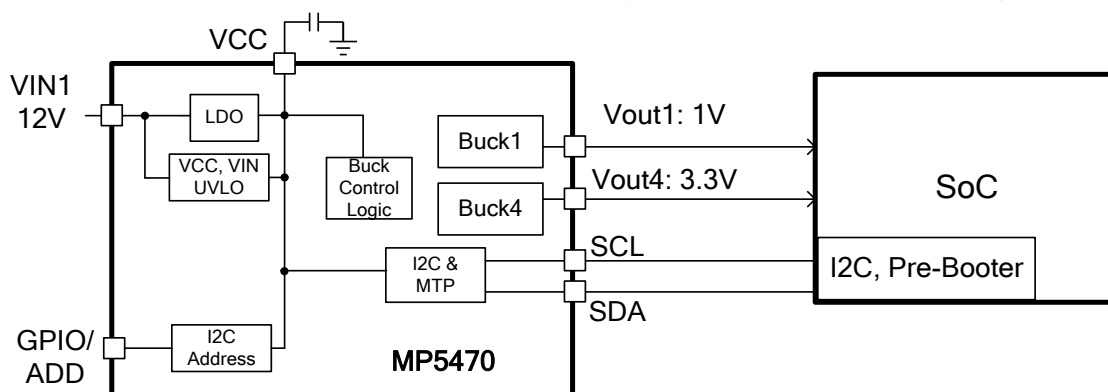 VCC
VIN1
12V
LDO
VCC, VIN
UVLO
Buck
Control
Logic
Buck1
Buck4
Vout1: 1V
Vout4: 3.3V
SoC
I2C &
MTP
SCL
SDA
I2C, Pre-Booter
GPIO/
ADD
I2C
Address
MP5470